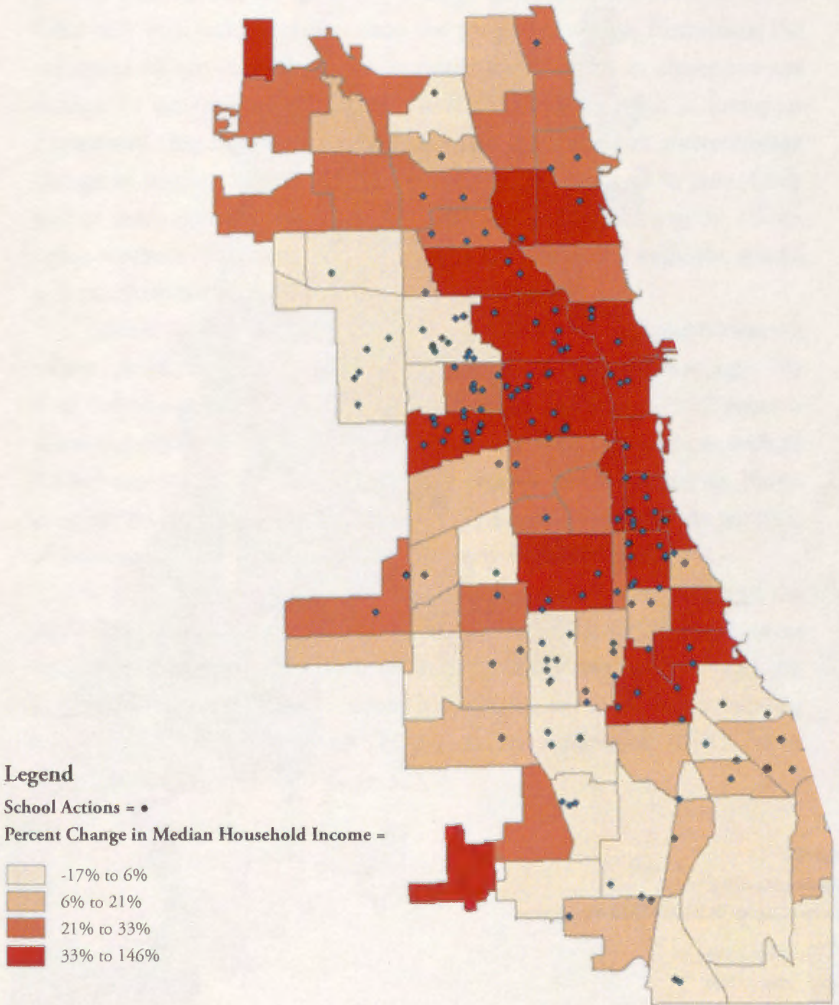 Legend
School Actions = •
Percent Change in Median Household Income =
-17% to 6%
6% to 21%
21% to 33%
33% to 146%